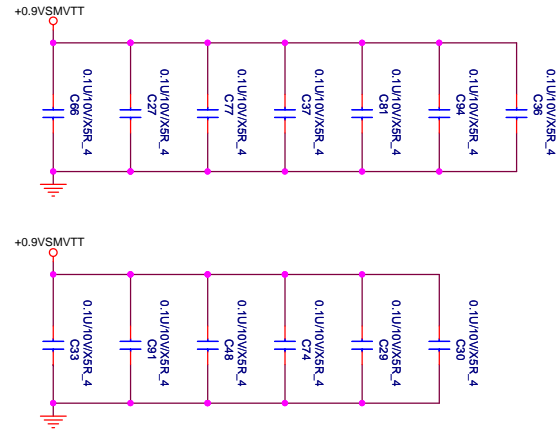 +0.9VSMVTT
0.1U/10V/X5R_4
C66
0.1U/10V/X5R_4
C27
0.1U/10V/X5R_4
C77
0.1U/10V/X5R_4
C37
0.1U/10V/X5R_4
C81
0.1U/10V/X5R_4
C94
0.1U/10V/X5R_4
C36
+0.9VSMVTT
0.1U/10V/X5R_4
C33
0.1U/10V/X5R_4
C91
0.1U/10V/X5R_4
C48
0.1U/10V/X5R_4
C74
0.1U/10V/X5R_4
C29
0.1U/10V/X5R_4
C30